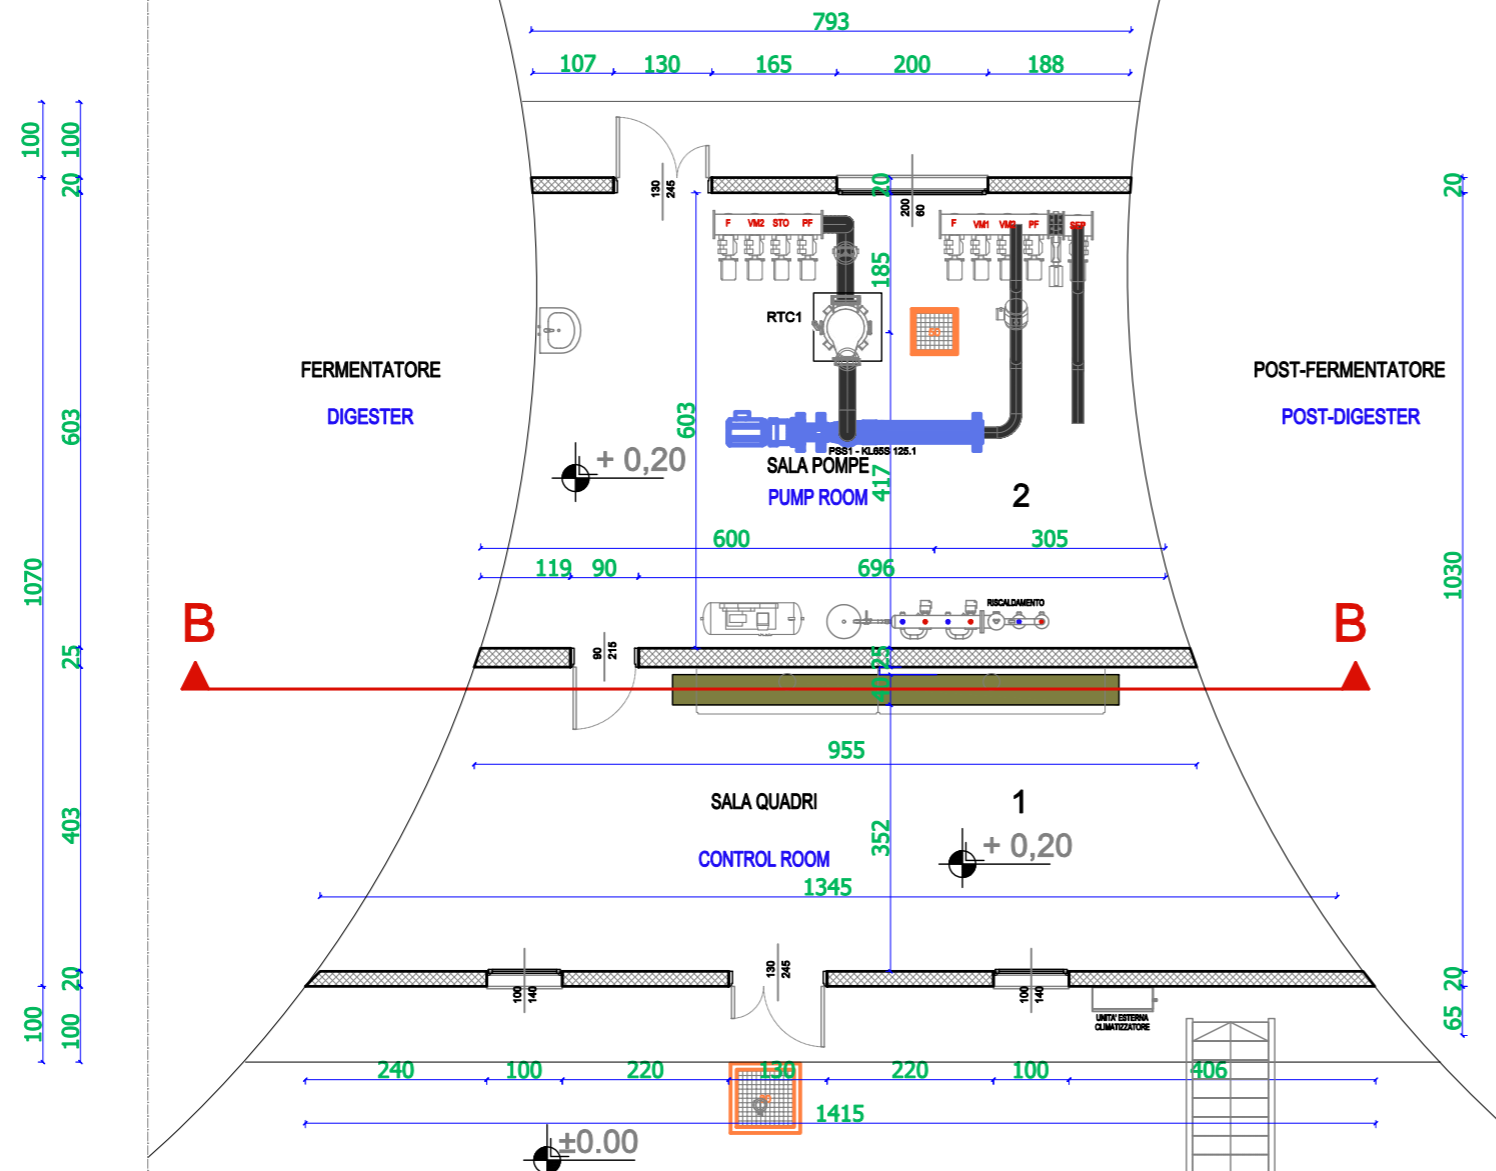 793
107 130 165 200 188
100 100
20 20 20
130 245
200 60
F VM2 STO PF
F VM1 VM2 PF SEP
185
RTC1
FERMENTATORE
DIGESTER
POST-FERMENTATORE
POST-DIGESTER
603 603
PSS1 - KL65S 125.1
+ 0,20
SALA POMPE
417
PUMP ROOM
2
600 305
119 90 696
1070 1030
RISCALDAMENTO
B B
90 215
25 25
40
955
SALA QUADRI
1
403 352
+ 0,20
CONTROL ROOM
1345
130 245
20 20
100 140
100 140
100 100 65
UNITA' ESTERNA
CLIMATIZZATORE
240 100 220 130 220 100 406
1415
±0.00